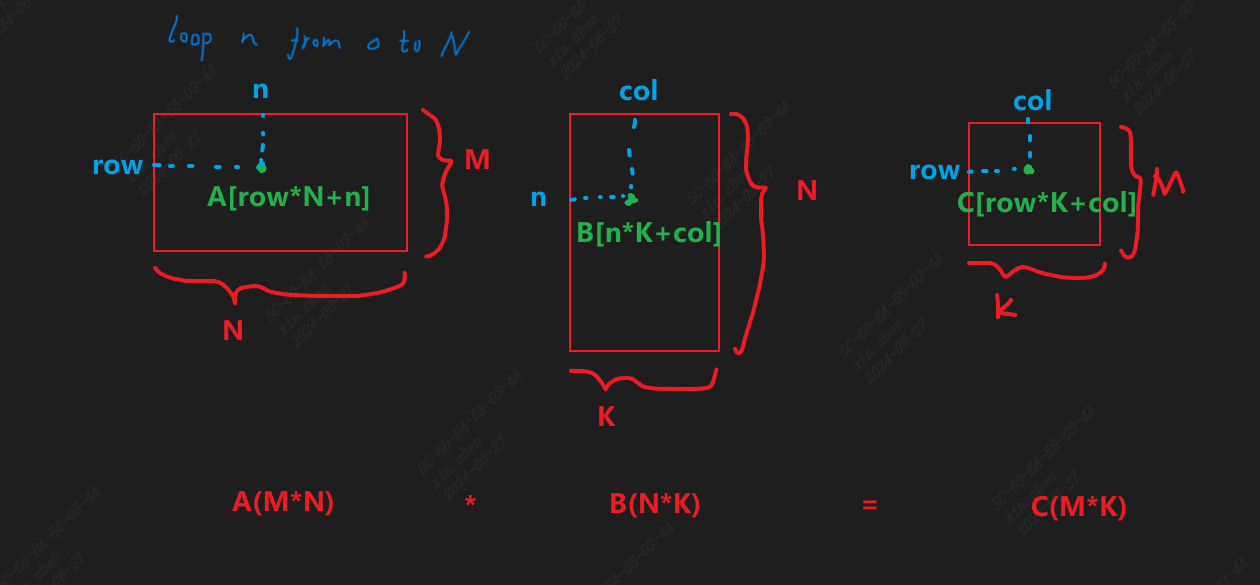 loop n from 0 to N
n
col
col
row
M
A[row*N+n]
n
N
B[n*K+col]
row
M
C[row*K+col]
N
K
K
A(M*N)
*
B(N*K)
=
C(M*K)
5C-60-BA-55-03-4A
xin.chen
2024-06-27